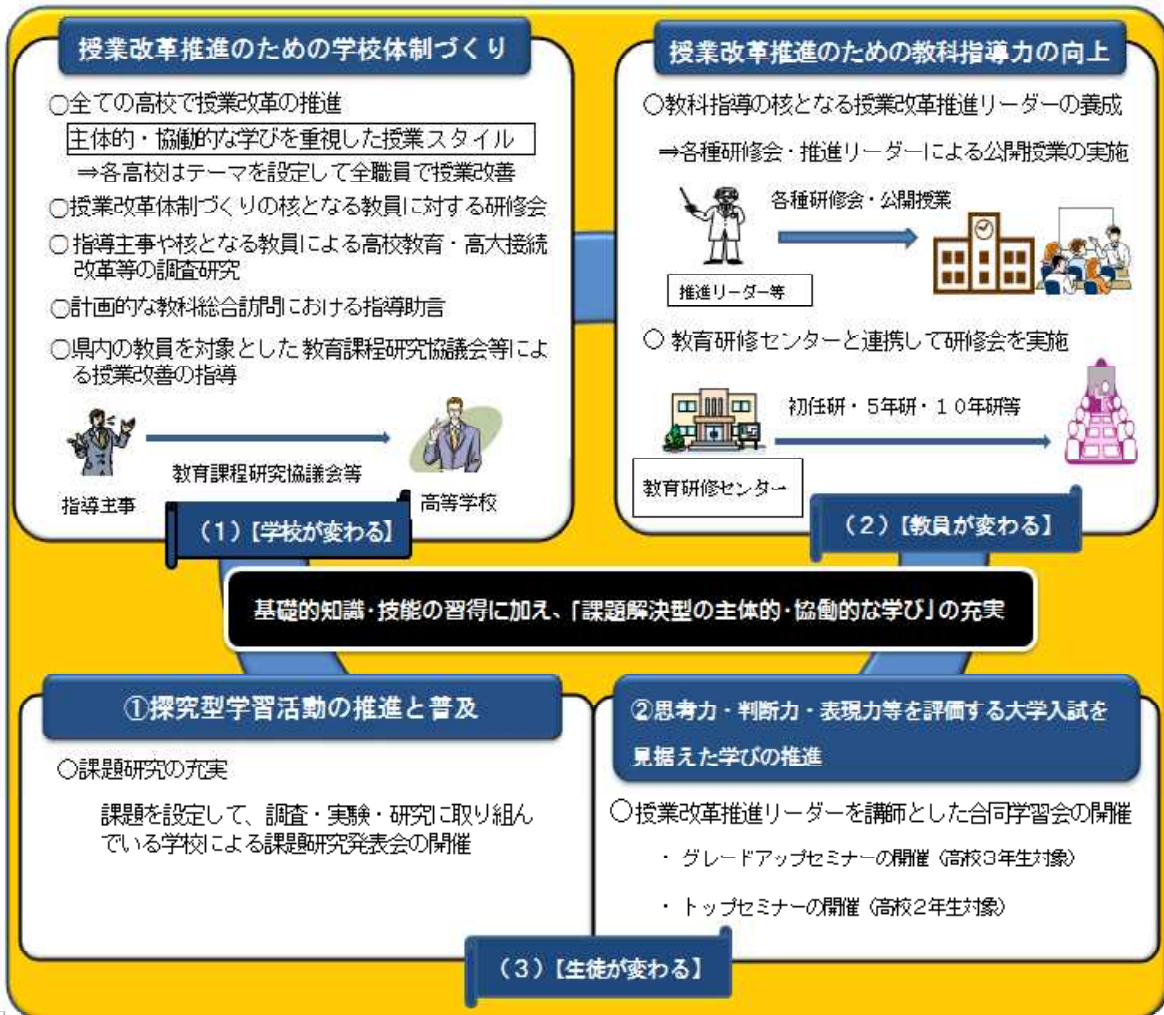 授業改革推進のための学校体制づくり
○全ての高校で授業改革の推進
主体的・協働的な学びを重視した授業スタイル
⇒各高校はテーマを設定して全職員で授業改善
○授業改革体制づくりの核となる教員に対する研修会
○指導主事や核となる教員による高校教育・高大接続
改革等の調査研究
○計画的な教科総合訪問における指導助言
○県内の教員を対象とした教育課程研究協議会等によ
る授業改善の指導
教育課程研究協議会等
指導主事
高等学校
(1)【学校が変わる】
授業改革推進のための教科指導力の向上
○教科指導の核となる授業改革推進リーダーの養成
⇒各種研修会・推進リーダーによる公開授業の実施
各種研修会・公開授業
推進リーダー等
○ 教育研修センターと連携して研修会を実施
初任研・5年研・10年研等
教育研修センター
(2)【教員が変わる】
基礎的知識・技能の習得に加え、「課題解決型の主体的・協働的な学び」の充実
①探究型学習活動の推進と普及
○課題研究の充実
課題を設定して、調査・実験・研究に取り組ん
でいる学校による課題研究発表会の開催
②思考力・判断力・表現力等を評価する大学入試を
見据えた学びの推進
○授業改革推進リーダーを講師とした合同学習会の開催
・ グレードアップセミナーの開催(高校3年生対象)
・ トップセミナーの開催(高校2年生対象)
(3)【生徒が変わる】